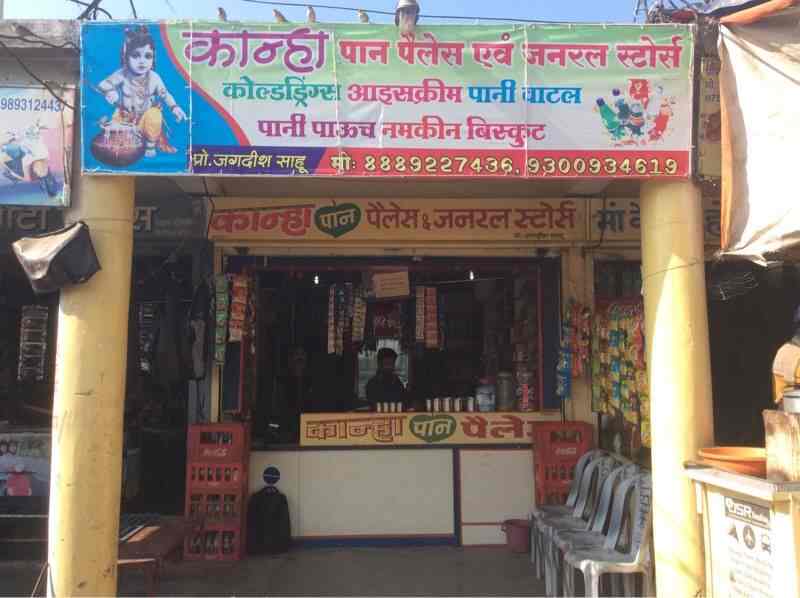 कान्हा पान पैलेस एवं जनरल स्टोर्स
कोल्डड्रिंग्स आइसक्रीम पानी बाटल
पानी पाऊच नमकीन बिस्कुट
प्रो. जगदीश साहू मो: 8889227436, 9300934619
9893124437
कान्हा पान पैलेस & जनरल स्टोर्स
मां
कान्हा पान पैलेस